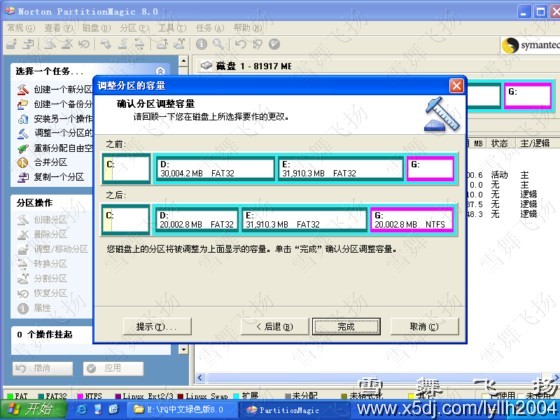 Norton PartitionMagic 8.0
常规(G) 查看(V) 磁盘(D) 分区(P) 工具(T) 任务(A) 帮助(H)
symantec
选择一个任务...
创建一个新分区
创建一个备份分
安装另一个操作
调整一个分区的
重新分配自由空
合并分区
复制一个分区
分区操作
创建分区
删除分区
调整/移动分区
转换分区
分割分区
恢复分区
属性
0 个操作挂起
撤消
应用
磁盘 1 - 81917 MB
G:
MB 状态 主/逻辑
00.6 活动 主
0.0 无 主
无 逻辑
37.5 无 逻辑
48.3 无 逻辑
调整分区的容量
确认分区调整容量
请回顾一下您在磁盘上所选择要作的更改。
之前:
C: D: E: G:
30,004.2 MB FAT32 31,910.3 MB FAT32
之后:
C: D: E: G:
20,002.8 MB FAT32 31,910.3 MB FAT32 20,002.8 MB NTFS
您磁盘上的分区将被调整为上面显示的容量。单击“完成”确认分区调整容量。
提示(T)... < 后退(B) 完成 取消(C)
FAT FAT32 NTFS Linux Ext2/3 Linux Swap 扩展 未分配 已使用 未使用
开始 E:\PQ中文绿色版8.0 PartitionMagic
雪舞飞扬
www.x5dj.com/lyllh2004